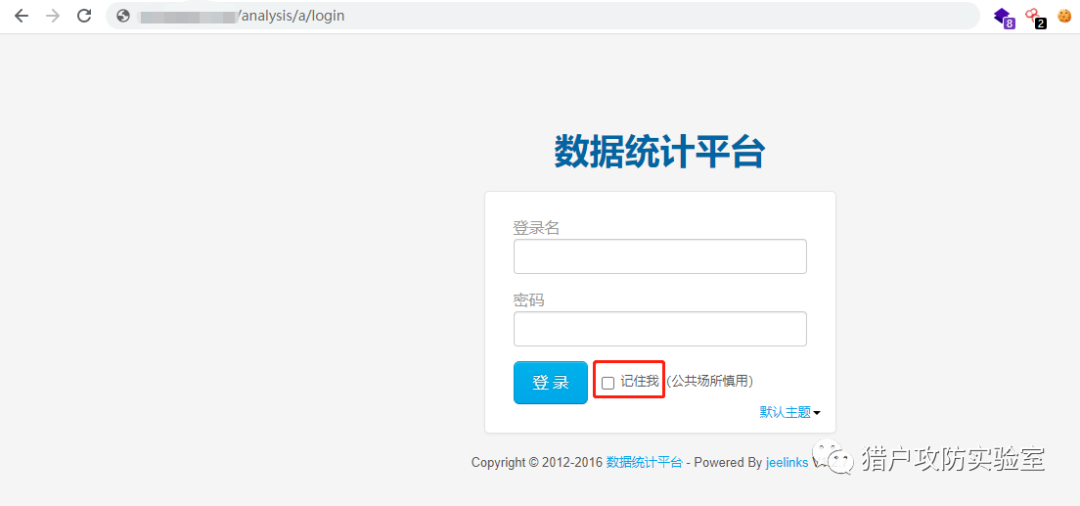 /analysis/a/login
8
2
数据统计平台
登录名
密码
登 录
记住我
(公共场所慎用)
默认主题
Copyright © 2012-2016 数据统计平台 - Powered By jeelinks
猎户攻防实验室